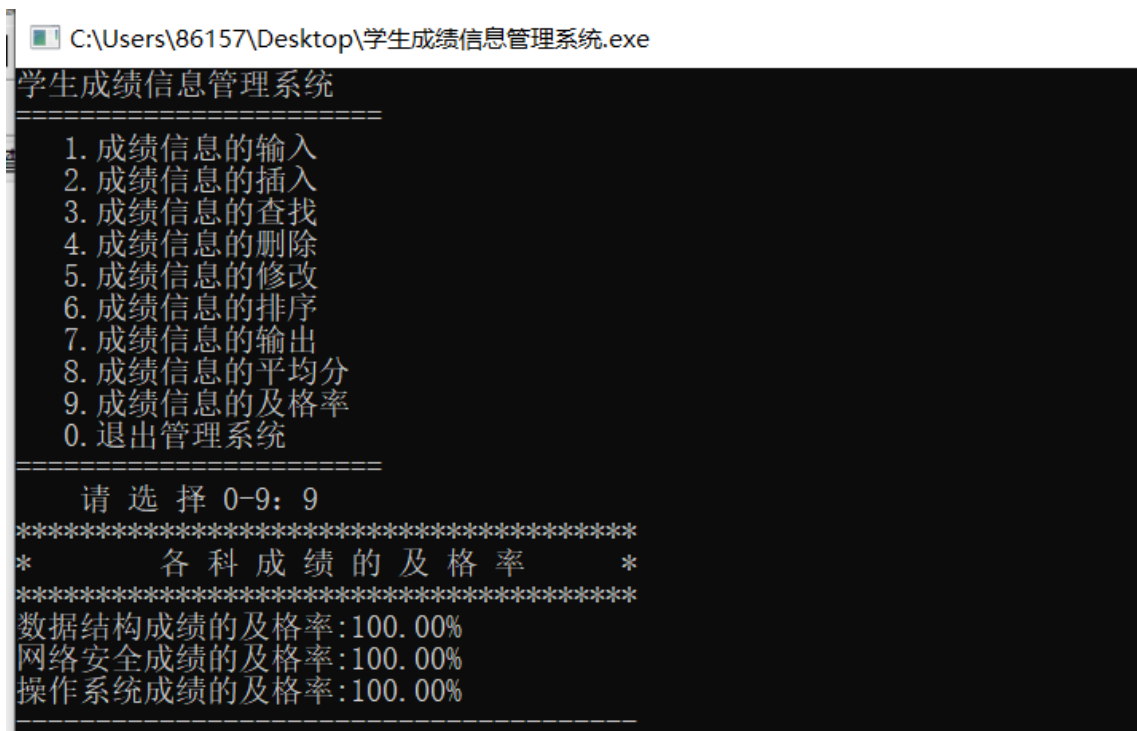 C:\Users\86157\Desktop\学生成绩信息管理系统.exe
学生成绩信息管理系统
=======================
1.成绩信息的输入
2.成绩信息的插入
3.成绩信息的查找
4.成绩信息的删除
5.成绩信息的修改
6.成绩信息的排序
7.成绩信息的输出
8.成绩信息的平均分
9.成绩信息的及格率
0.退出管理系统
=======================
请 选 择 0-9: 9
***************************************
* 各 科 成 绩 的 及 格 率 *
***************************************
数据结构成绩的及格率:100.00%
网络安全成绩的及格率:100.00%
操作系统成绩的及格率:100.00%
---------------------------------------